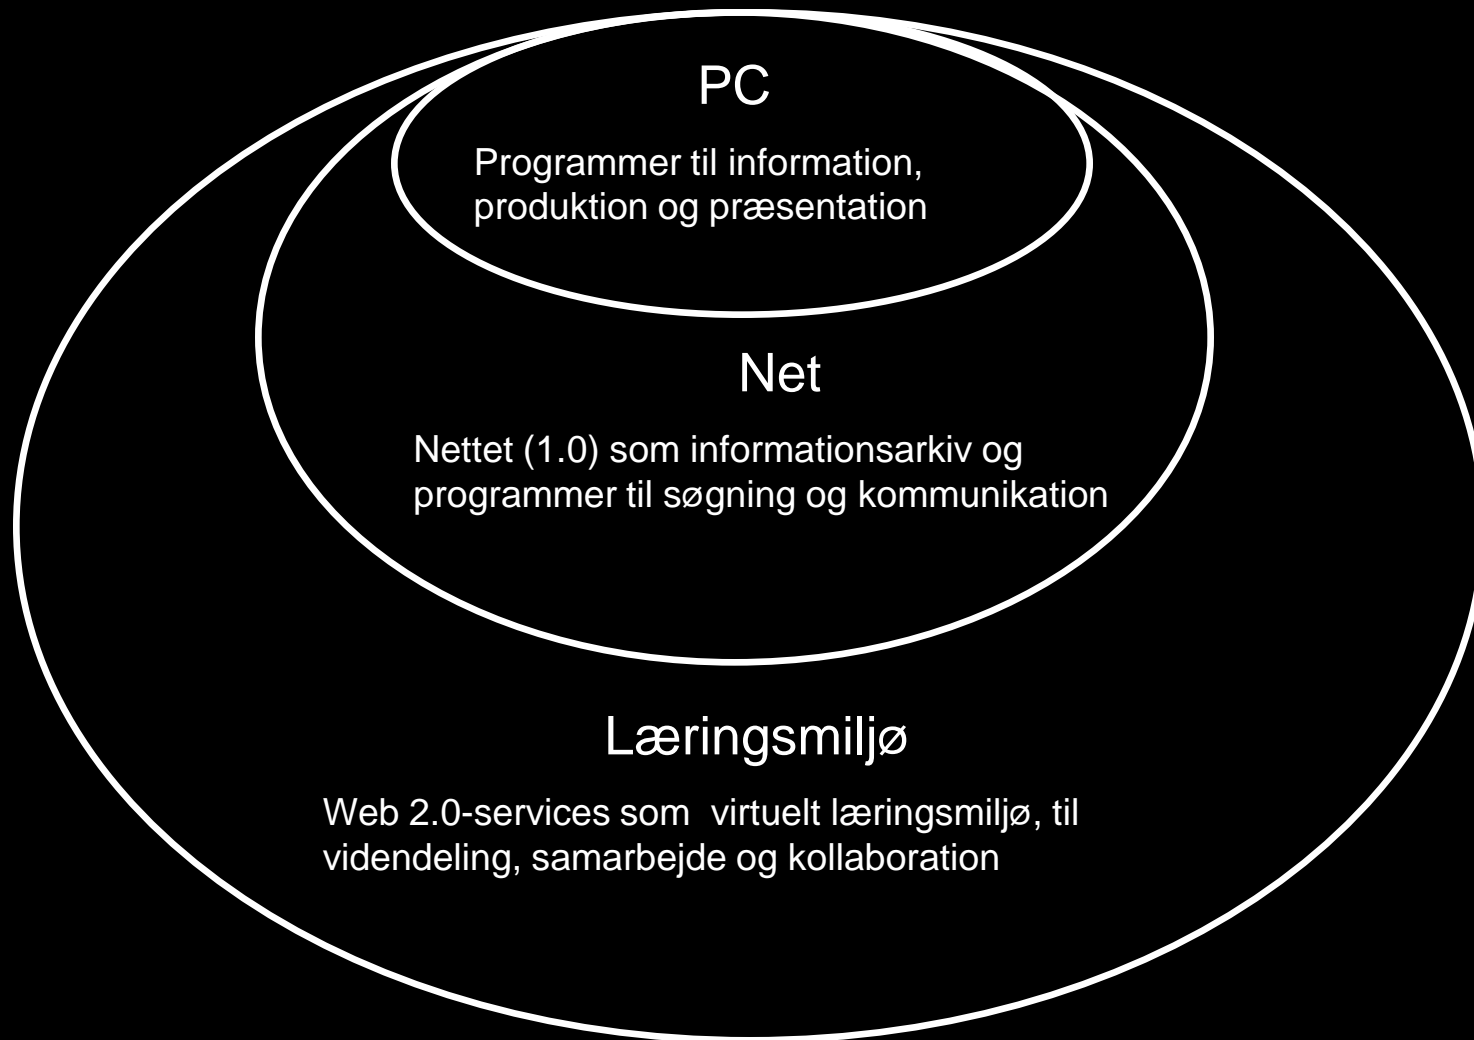 PC
Programmer til information,
produktion og præsentation
Net
Nettet (1.0) som informationsarkiv og
programmer til søgning og kommunikation
Læringsmiljø
Web 2.0-services som  virtuelt læringsmiljø, til
videndeling, samarbejde og kollaboration